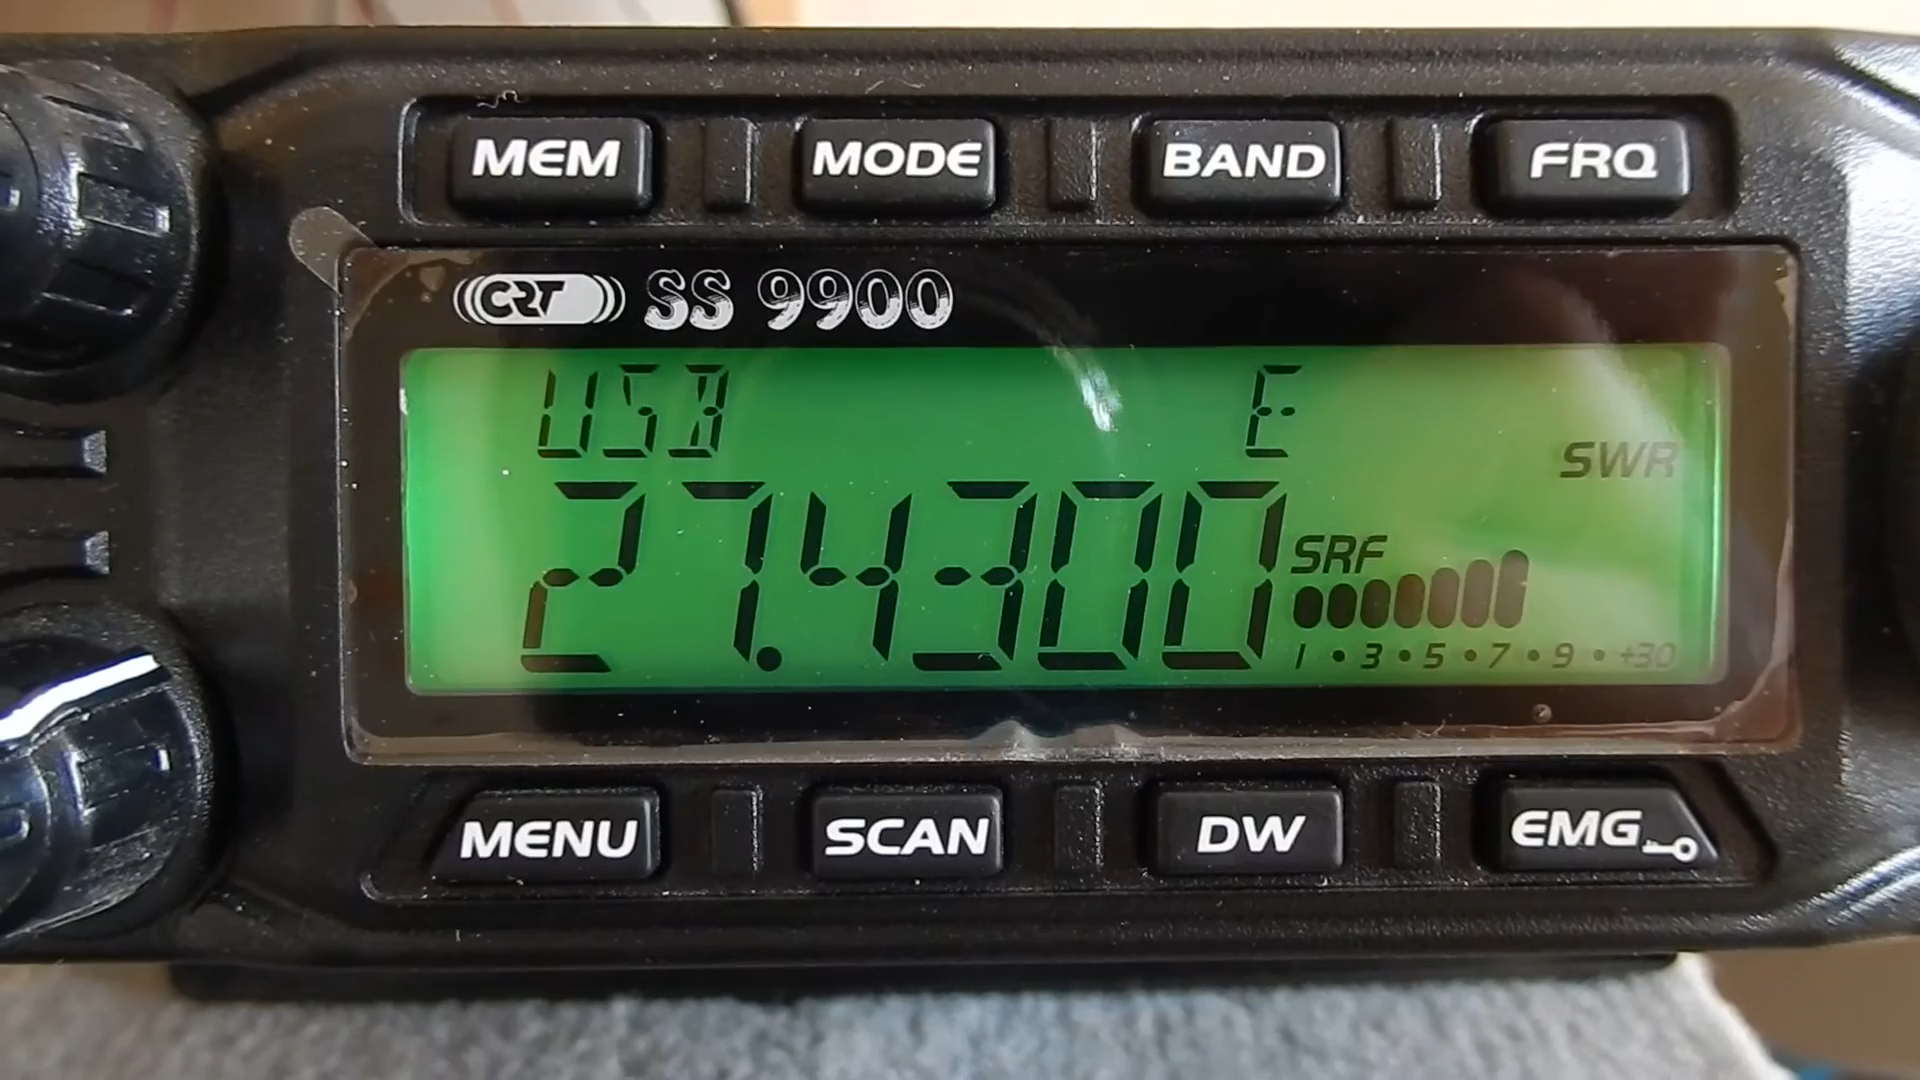 MEM MODE BAND FRQ
CRT SS 9900
USB E
SWR
27.4300
SRF
1 • 3 • 5 • 7 • 9 • +30
MENU SCAN DW EMG